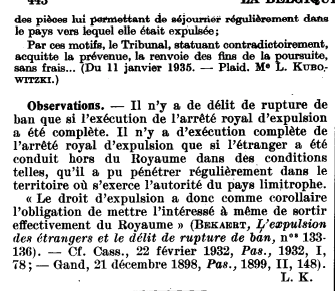 445 LA BELGIQUE
des pièces lui permettant de séjourner régulièrement dans
le pays vers lequel elle était expulsée;
Par ces motifs, le Tribunal, statuant contradictoirement,
acquitte la prévenue, la renvoie des fins de la poursuite,
sans frais... (Du 11 janvier 1935. — Plaid. Me L. KUBO-
WITZKI.)
Observations. — Il n'y a de délit de rupture de
ban que si l'exécution de l'arrêté royal d'expulsion
a été complète. Il n'y a d'exécution complète de
l'arrêté royal d'expulsion que si l'étranger a été
conduit hors du Royaume dans des conditions
telles, qu'il a pu pénétrer régulièrement dans le
territoire où s'exerce l'autorité du pays limitrophe.
« Le droit d'expulsion a donc comme corollaire
l'obligation de mettre l'intéressé à même de sortir
effectivement du Royaume » (BEKAERT, L'expulsion
des étrangers et le délit de rupture de ban, nos 133-
136). — Cf. Cass., 22 février 1932, Pas., 1932, I,
78; — Gand, 21 décembre 1898, Pas., 1899, II, 148).
L. K.